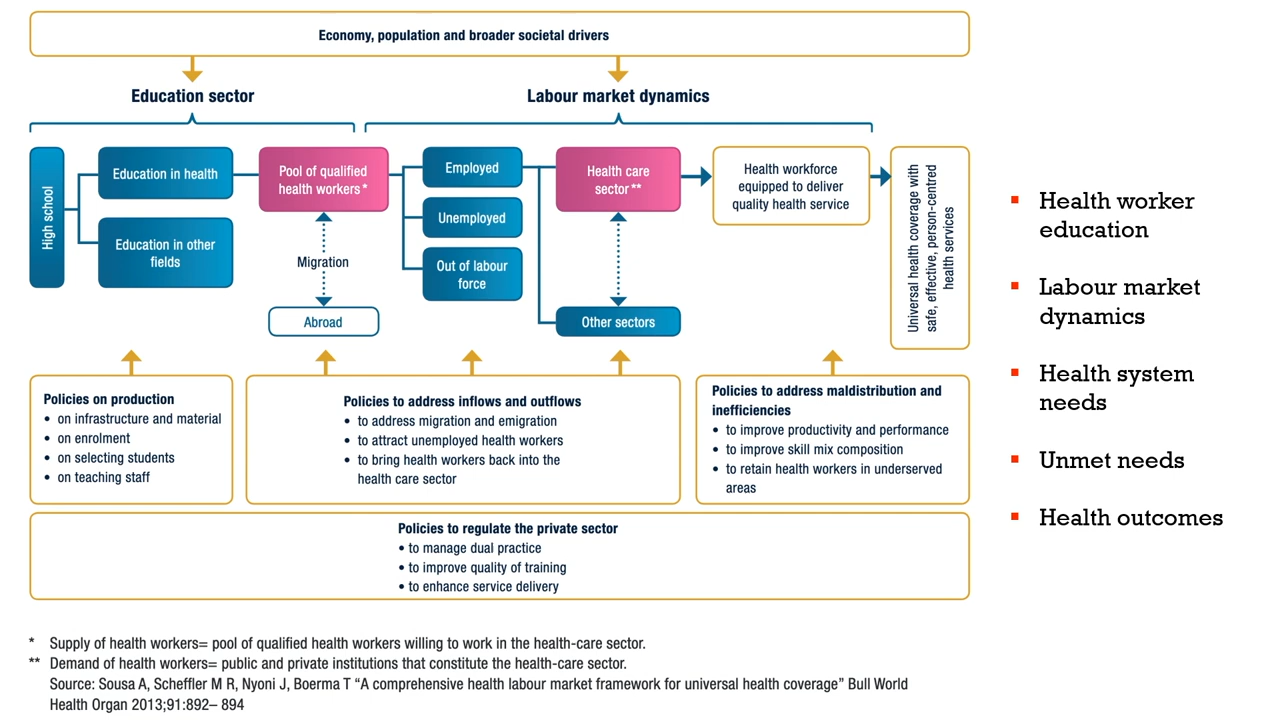 Economy, population and broader societal drivers
Education sector
Labour market dynamics
High school
Education in health
Education in other
fields
Pool of qualified
health workers*
Migration
Abroad
Employed
Unemployed
Out of labour
force
Health care
sector**
Other sectors
Health workforce
equipped to deliver
quality health service
Universal health coverage with
safe, effective, person-centred
health services
Policies on production
• on infrastructure and material
• on enrolment
• on selecting students
• on teaching staff
Policies to address inflows and outflows
• to address migration and emigration
• to attract unemployed health workers
• to bring health workers back into the
health care sector
Policies to address maldistribution and
inefficiencies
• to improve productivity and performance
• to improve skill mix composition
• to retain health workers in underserved
areas
Policies to regulate the private sector
• to manage dual practice
• to improve quality of training
• to enhance service delivery
* Supply of health workers= pool of qualified health workers willing to work in the health-care sector.
** Demand of health workers= public and private institutions that constitute the health-care sector.
Source: Sousa A, Scheffler M R, Nyoni J, Boerma T “A comprehensive health labour market framework for universal health coverage” Bull World
Health Organ 2013;91:892– 894
▪ Health worker
education
▪ Labour market
dynamics
▪ Health system
needs
▪ Unmet needs
▪ Health outcomes